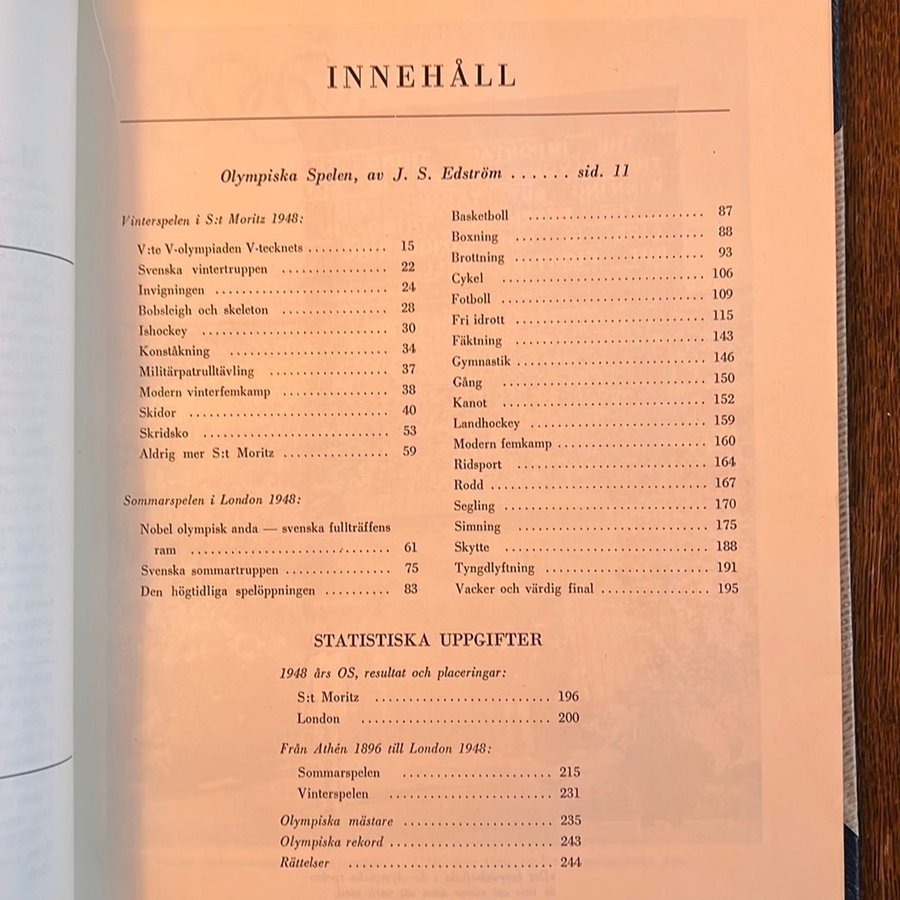 INNEHÅLL
Olympiska Spelen, av J. S. Edström ...... sid. 11
Vinterspelen i S:t Moritz 1948:
V:te V-olympiaden V-tecknets ............ 15
Svenska vintertruppen ................ 22
Invigningen .......................... 24
Bobsleigh och skeleton ................ 28
Ishockey ............................ 30
Konståkning ........................ 34
Militärpatrulltävling .................. 37
Modern vinterfemkamp ................ 38
Skidor .............................. 40
Skridsko ............................ 53
Aldrig mer S:t Moritz ................ 59
Sommarspelen i London 1948:
Nobel olympisk anda — svenska fullträffens
ram .............................. 61
Svenska sommartruppen ................ 75
Den högtidliga spelöppningen .......... 83
Basketboll .......................... 87
Boxning ............................ 88
Brottning ............................ 93
Cykel .............................. 106
Fotboll .............................. 109
Fri idrott ............................ 115
Fäktning ............................ 143
Gymnastik ............................ 146
Gång .............................. 150
Kanot .............................. 152
Landhockey .......................... 159
Modern femkamp ...................... 160
Ridsport ............................ 164
Rodd ................................ 167
Segling .............................. 170
Simning ............................ 175
Skytte .............................. 188
Tyngdlyftning ........................ 191
Vacker och värdig final ................ 195
STATISTISKA UPPGIFTER
1948 års OS, resultat och placeringar:
S:t Moritz .......................... 196
London ............................ 200
Från Athén 1896 till London 1948:
Sommarspelen ...................... 215
Vinterspelen ........................ 231
Olympiska mästare ...................... 235
Olympiska rekord ........................ 243
Rättelser .............................. 244